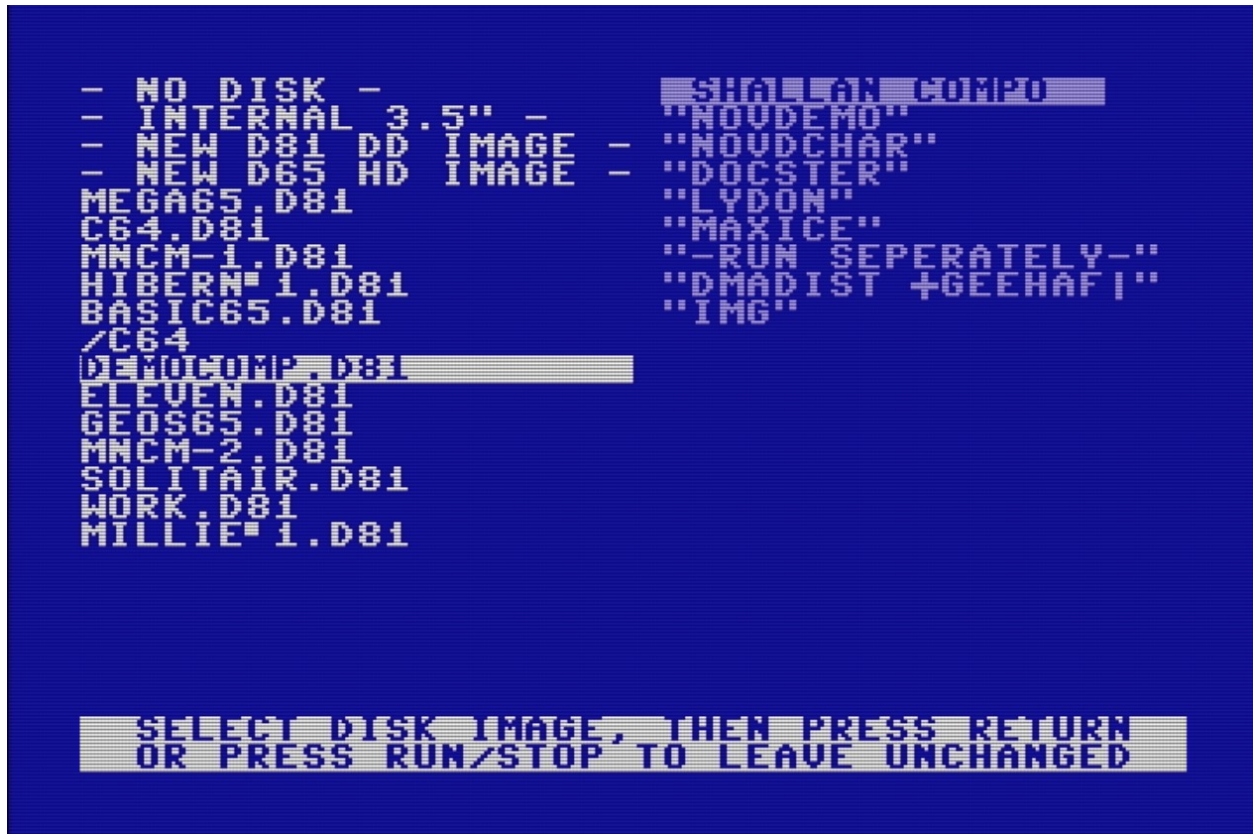 - NO DISK -
- INTERNAL 3.5" -
- NEW D81 DD IMAGE -
- NEW D65 HD IMAGE -
MEGA65.D81
C64.D81
MNCM-1.D81
HIBERN▀1.D81
BASIC65.D81
/C64
DEMOCOMP.D81
ELEVEN.D81
GEOS65.D81
MNCM-2.D81
SOLITAIR.D81
WORK.D81
MILLIE▀1.D81
SHALLAN COMPO
"NOVDEMO"
"NOVDCHAR"
"DOCSTER"
"LYDON"
"MAXICE"
"-RUN SEPERATELY-"
"DMADIST ┼GEEHAF|"
"IMG"
SELECT DISK IMAGE, THEN PRESS RETURN
OR PRESS RUN/STOP TO LEAVE UNCHANGED